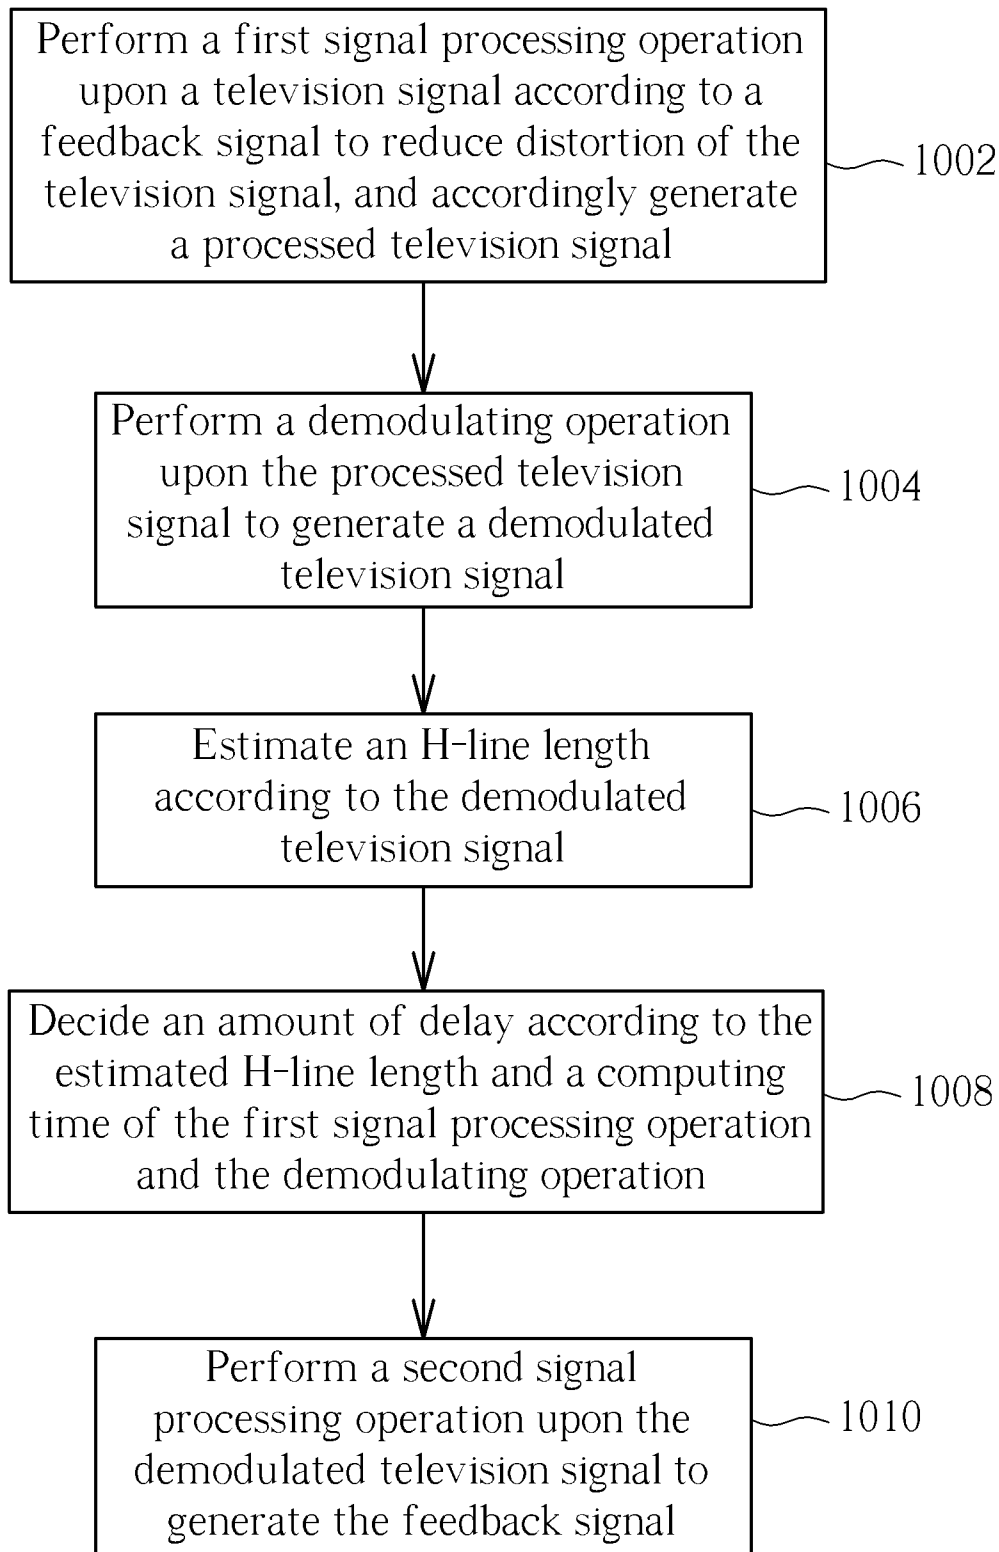 Perform a first signal processing operation
upon a television signal according to a
feedback signal to reduce distortion of the
television signal, and accordingly generate
a processed television signal
1002
Perform a demodulating operation
upon the processed television
signal to generate a demodulated
television signal
1004
Estimate an H-line length
according to the demodulated
television signal
1006
Decide an amount of delay according to the
estimated H-line length and a computing
time of the first signal processing operation
and the demodulating operation
1008
Perform a second signal
processing operation upon the
demodulated television signal to
generate the feedback signal
1010